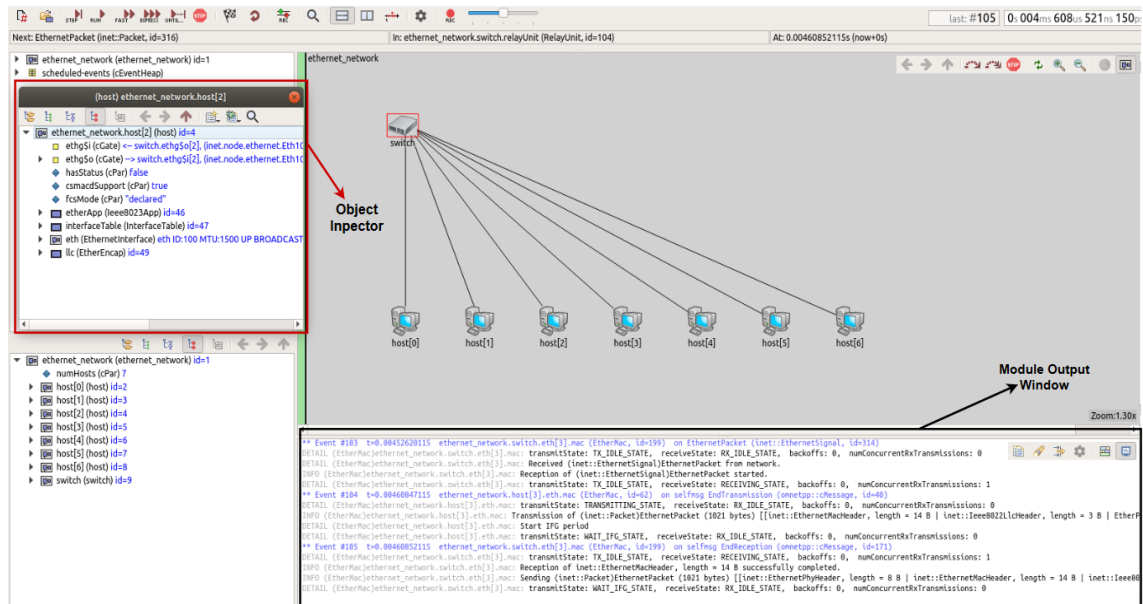 STEP RUN FAST EXPRESS UNTIL... STOP REC REC
last: #105 0s 004ms 608us 521ns 150p
Next: EthernetPacket (inet::Packet, id=316) In: ethernet_network.switch.relayUnit (RelayUnit, id=104) At: 0.00460852115s (now+0s)
ethernet_network (ethernet_network) id=1
scheduled-events (cEventHeap)
(host) ethernet_network.host[2]
ethernet_network.host[2] (host) id=4
ethg$i (cGate) <-- switch.ethg$o[2], (inet.node.ethernet.Eth10
ethg$o (cGate) --> switch.ethg$i[2], (inet.node.ethernet.Eth10
hasStatus (cPar) false
csmacdSupport (cPar) true
fcsMode (cPar) "declared"
etherApp (Ieee8023App) id=46
interfaceTable (InterfaceTable) id=47
eth (EthernetInterface) eth ID:100 MTU:1500 UP BROADCAST
llc (EtherEncap) id=49
ethernet_network (ethernet_network) id=1
numHosts (cPar) 7
host[0] (host) id=2
host[1] (host) id=3
host[2] (host) id=4
host[3] (host) id=5
host[4] (host) id=6
host[5] (host) id=7
host[6] (host) id=8
switch (switch) id=9
ethernet_network
STOP
switch
Object
Inpector
host[0] host[1] host[2] host[3] host[4] host[5] host[6]
Module Output
Window
Zoom:1.30x
** Event #103 t=0.00452620115 ethernet_network.switch.eth[3].mac (EtherMac, id=199) on EthernetPacket (inet::EthernetSignal, id=314)
DETAIL (EtherMac)ethernet_network.switch.eth[3].mac: transmitState: TX_IDLE_STATE, receiveState: RX_IDLE_STATE, backoffs: 0, numConcurrentRxTransmissions: 0
DETAIL (EtherMac)ethernet_network.switch.eth[3].mac: Received (inet::EthernetSignal)EthernetPacket from network.
INFO (EtherMac)ethernet_network.switch.eth[3].mac: Reception of (inet::EthernetSignal)EthernetPacket started.
DETAIL (EtherMac)ethernet_network.switch.eth[3].mac: transmitState: TX_IDLE_STATE, receiveState: RECEIVING_STATE, backoffs: 0, numConcurrentRxTransmissions: 1
** Event #104 t=0.00460847115 ethernet_network.host[3].eth.mac (EtherMac, id=62) on selfmsg EndTransmission (omnetpp::cMessage, id=40)
DETAIL (EtherMac)ethernet_network.host[3].eth.mac: transmitState: TRANSMITTING_STATE, receiveState: RX_IDLE_STATE, backoffs: 0, numConcurrentRxTransmissions: 0
INFO (EtherMac)ethernet_network.host[3].eth.mac: Transmission of (inet::Packet)EthernetPacket (1021 bytes) [[inet::EthernetMacHeader, length = 14 B | inet::Ieee8022LlcHeader, length = 3 B | EtherP
DETAIL (EtherMac)ethernet_network.host[3].eth.mac: Start IFG period
DETAIL (EtherMac)ethernet_network.host[3].eth.mac: transmitState: WAIT_IFG_STATE, receiveState: RX_IDLE_STATE, backoffs: 0, numConcurrentRxTransmissions: 0
** Event #105 t=0.00460852115 ethernet_network.switch.eth[3].mac (EtherMac, id=199) on selfmsg EndReception (omnetpp::cMessage, id=171)
DETAIL (EtherMac)ethernet_network.switch.eth[3].mac: transmitState: TX_IDLE_STATE, receiveState: RECEIVING_STATE, backoffs: 0, numConcurrentRxTransmissions: 1
INFO (EtherMac)ethernet_network.switch.eth[3].mac: Reception of inet::EthernetMacHeader, length = 14 B successfully completed.
INFO (EtherMac)ethernet_network.switch.eth[3].mac: Sending (inet::Packet)EthernetPacket (1021 bytes) [[inet::EthernetPhyHeader, length = 8 B | inet::EthernetMacHeader, length = 14 B | inet::Ieee80
DETAIL (EtherMac)ethernet_network.switch.eth[3].mac: transmitState: WAIT_IFG_STATE, receiveState: RX_IDLE_STATE, backoffs: 0, numConcurrentRxTransmissions: 0